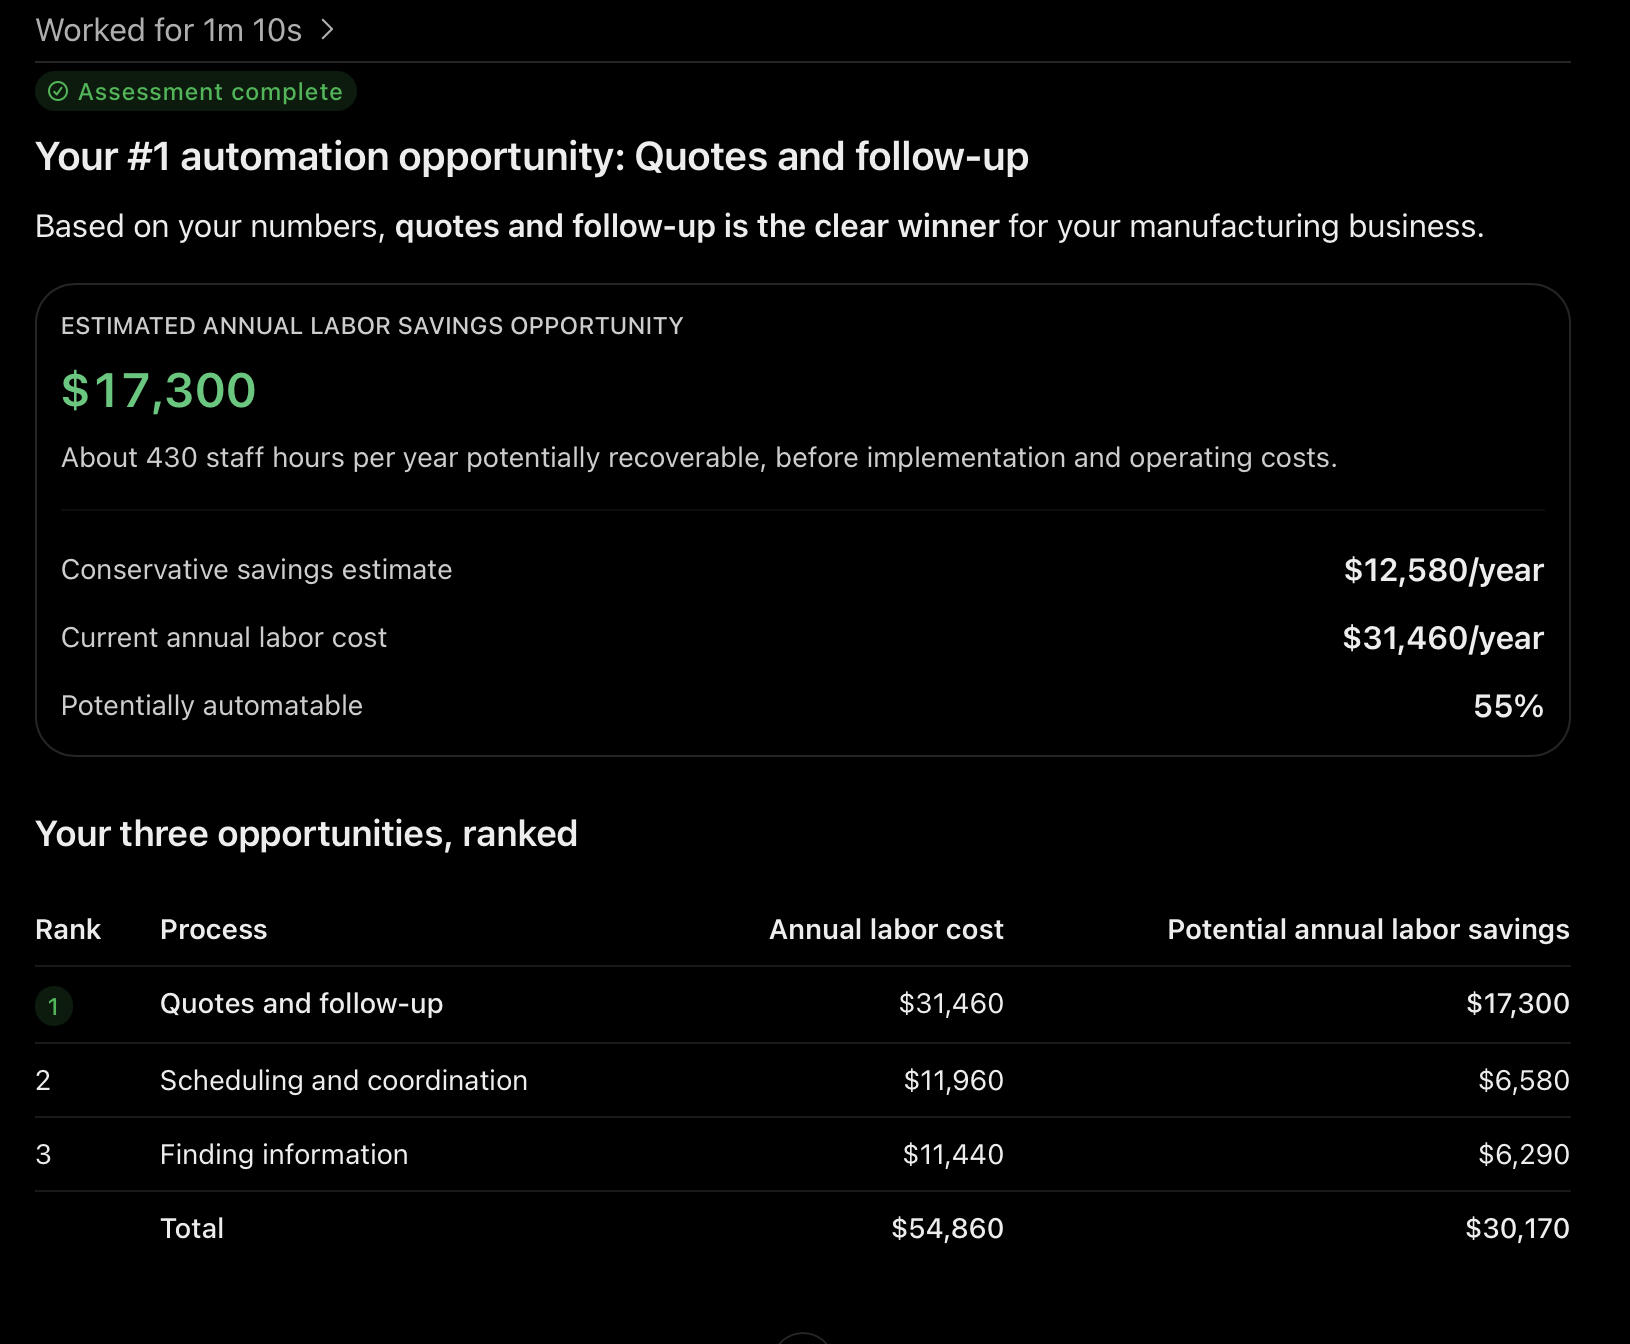 Worked for 1m 10s
Assessment complete
Your #1 automation opportunity: Quotes and follow-up
Based on your numbers, quotes and follow-up is the clear winner for your manufacturing business.
ESTIMATED ANNUAL LABOR SAVINGS OPPORTUNITY
$17,300
About 430 staff hours per year potentially recoverable, before implementation and operating costs.
Conservative savings estimate $12,580/year
Current annual labor cost $31,460/year
Potentially automatable 55%
Your three opportunities, ranked
Rank Process Annual labor cost Potential annual labor savings
1 Quotes and follow-up $31,460 $17,300
2 Scheduling and coordination $11,960 $6,580
3 Finding information $11,440 $6,290
Total $54,860 $30,170